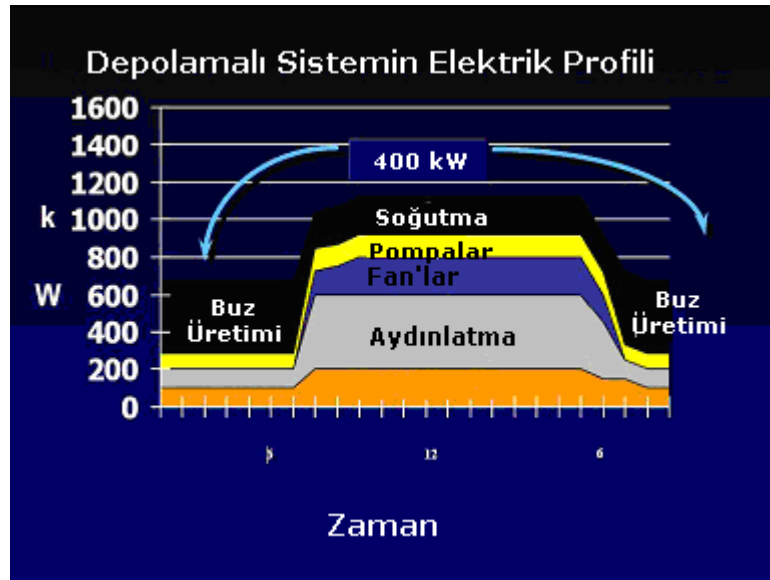 Depolamalı Sistemin Elektrik Profili
1600
1400
1200
k 1000
800
W 600
400
200
0
400 kW
Soğutma
Pompalar
Fan'lar
Aydınlatma
Buz
Üretimi
Buz
Üretimi
12
6
Zaman